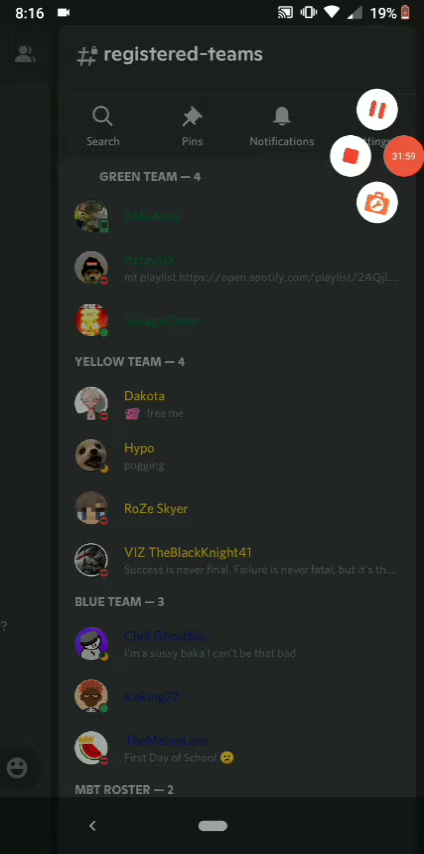 8:16 19%
registered-teams
Search Pins Notifications
31:59
GREEN TEAM — 4
mt playlist https://open.spotify.com/playlist/2AQjL...
YELLOW TEAM — 4
Dakota
free me
Hypo
pogging
RoZe Skyer
VIZ TheBlackKnight41
Success is never final. Failure is never fatal, but it's th...
BLUE TEAM — 3
?
I'm a sussy baka I can't be that bad
Iceking77
TheMelonLord
First Day of School 😕
MBT ROSTER — 2